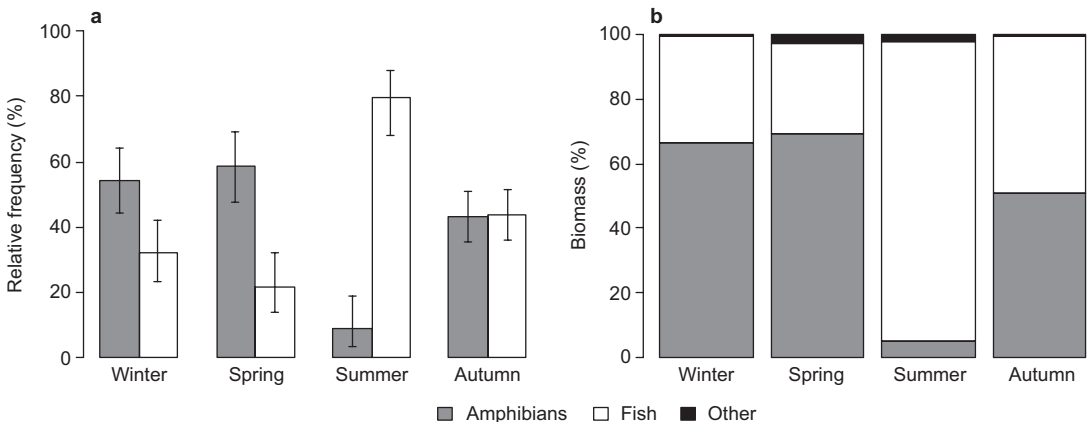 a
Relative frequency (%)
100
80
60
40
20
0
Winter Spring Summer Autumn
b
Biomass (%)
100
80
60
40
20
0
Winter Spring Summer Autumn
Amphibians Fish Other